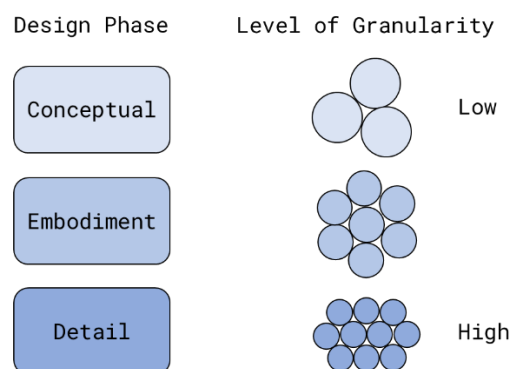 Design Phase
Level of Granularity
Conceptual
Low
Embodiment
Detail
High